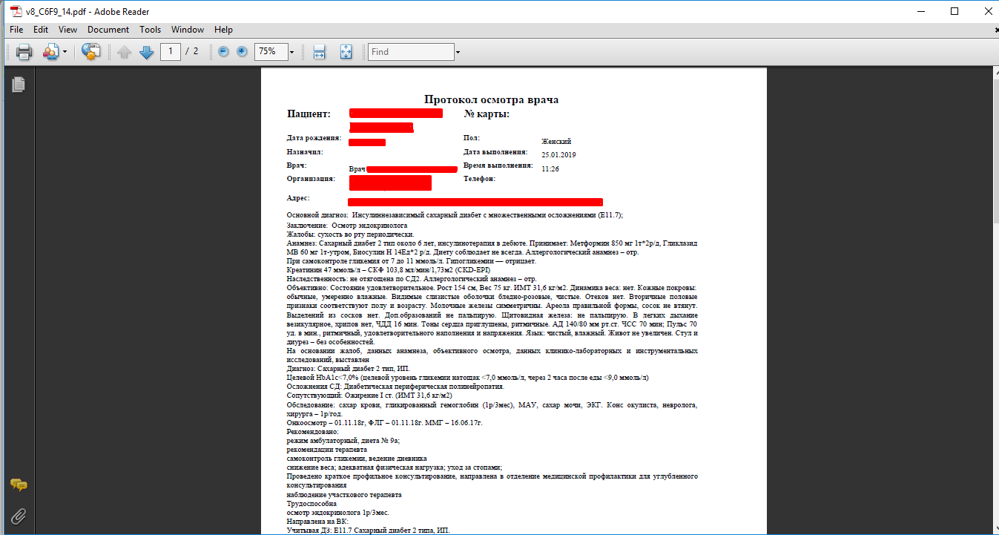 v8_C6F9_14.pdf - Adobe Reader
File Edit View Document Tools Window Help
1 / 2 75% Find
Протокол осмотра врача
Пациент: № карты:
Дата рождения: Пол: Женский
Назначил: Дата выполнения: 25.01.2019
Врач: Врач Время выполнения: 11:26
Организация: Телефон:
Адрес:
Основной диагноз: Инсулиннезависимый сахарный диабет с множественными осложнениями (E11.7);
Заключение: Осмотр эндокринолога
Жалобы: сухость во рту периодически.
Анамнез: Сахарный диабет 2 тип около 6 лет, инсулинотерапия в дебюте. Принимает: Метформин 850 мг 1т*2р/д, Гликлазид
МВ 60 мг 1т-утром, Биосулин Н 14Ед*2 р/д. Диету соблюдает не всегда. Аллергологический анамнез – отр.
При самоконтроле гликемия от 7 до 11 ммоль/л. Гипогликемии — отрицает.
Креатинин 47 ммоль/л – СКФ 103,8 мл/мин/1,73м2 (CKD-EPI)
Наследственность: не отягощена по СД2. Аллергологический анамнез – отр.
Объективно: Состояние удовлетворительное. Рост 154 см, Вес 75 кг. ИМТ 31,6 кг/м2. Динамика веса: нет. Кожные покровы:
обычные, умеренно влажные. Видимые слизистые оболочки бледно-розовые, чистые. Отеков нет. Вторичные половые
признаки соответствуют полу и возрасту. Молочные железы симметричны. Ареола правильной формы, сосок не втянут.
Выделений из сосков нет. Доп.образований не пальпирую. Щитовидная железа: не пальпирую. В легких дыхание
везикулярное, хрипов нет, ЧДД 16 мин. Тоны сердца приглушены, ритмичные. АД 140/80 мм рт.ст. ЧСС 70 мин; Пульс 70
уд. в мин., ритмичный, удовлетворительного наполнения и напряжения. Язык: чистый, влажный. Живот не увеличен. Стул и
диурез – без особенностей.
На основании жалоб, данных анамнеза, объективного осмотра, данных клинико-лабораторных и инструментальных
исследований, выставлен
Диагноз: Сахарный диабет 2 тип, ИП.
Целевой HbA1c<7,0% (целевой уровень гликемии натощак <7,0 ммоль/л, через 2 часа после еды <9,0 ммоль/л)
Осложнения СД: Диабетическая периферическая полинейропатия.
Сопутствующий: Ожирение I ст. (ИМТ 31,6 кг/м2)
Обследование: сахар крови, гликированный гемоглобин (1р/3мес), МАУ, сахар мочи, ЭКГ. Конс окулиста, невролога,
хирурга – 1р/год.
Онкоосмотр – 01.11.18г, ФЛГ – 01.11.18г. ММГ – 16.06.17г.
Рекомендовано:
режим амбулаторный, диета № 9а;
рекомендации терапевта
самоконтроль гликемии, ведение дневника
снижение веса; адекватная физическая нагрузка; уход за стопами;
Проведено краткое профильное консультирование, направлена в отделение медицинской профилактики для углубленного
консультирования
наблюдение участкового терапевта
Трудоспособна
осмотр эндокринолога 1р/3мес.
Направлена на ВК:
Учитывая ДЗ: E11.7 Сахарный диабет 2 типа, ИП.